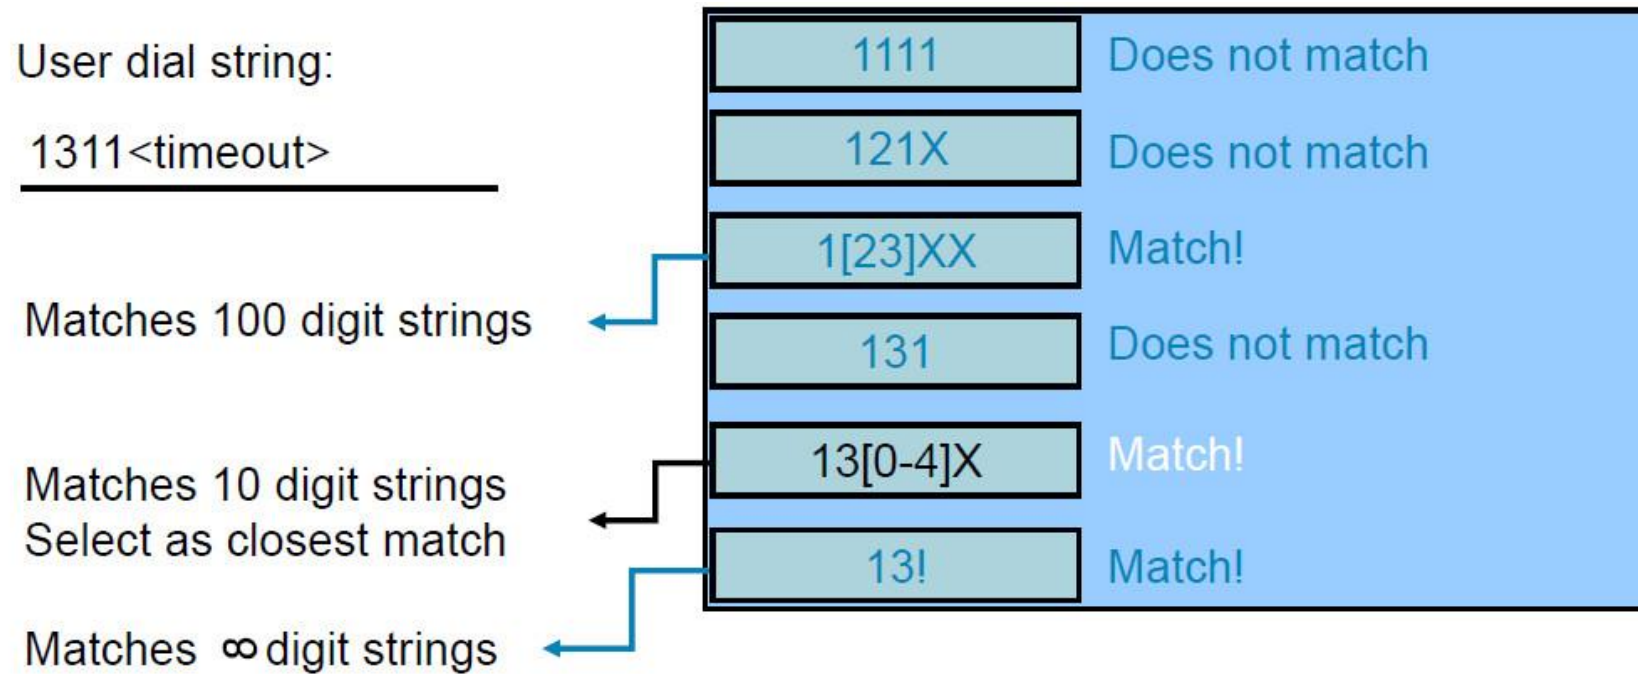 User dial string:
1311<timeout>
1111 Does not match
121X Does not match
1[23]XX Match!
Matches 100 digit strings
131 Does not match
13[0-4]X Match!
Matches 10 digit strings
Select as closest match
13! Match!
Matches ∞ digit strings